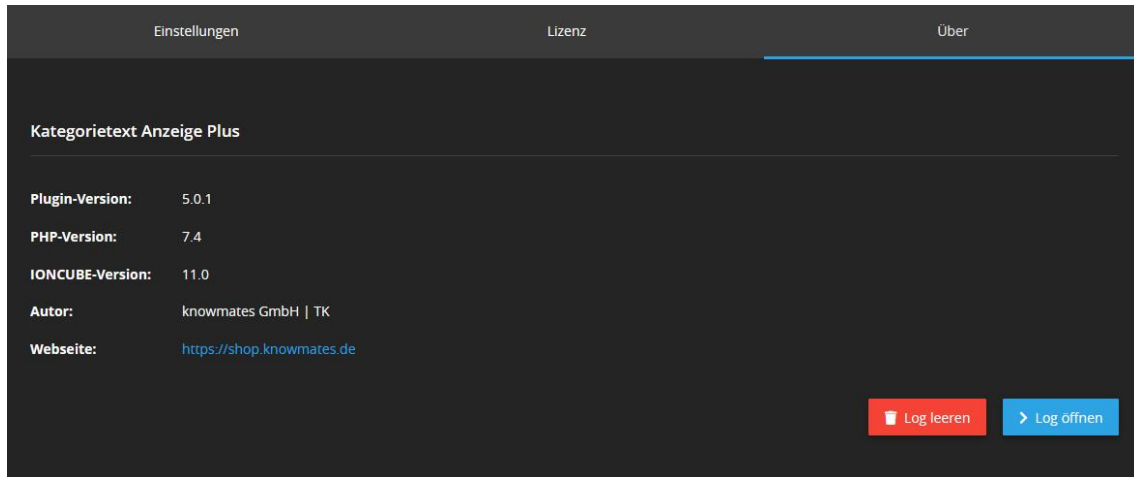 Einstellungen Lizenz Über
Kategorietext Anzeige Plus
Plugin-Version: 5.0.1
PHP-Version: 7.4
IONCUBE-Version: 11.0
Autor: knowmates GmbH | TK
Webseite: https://shop.knowmates.de
Log leeren Log öffnen